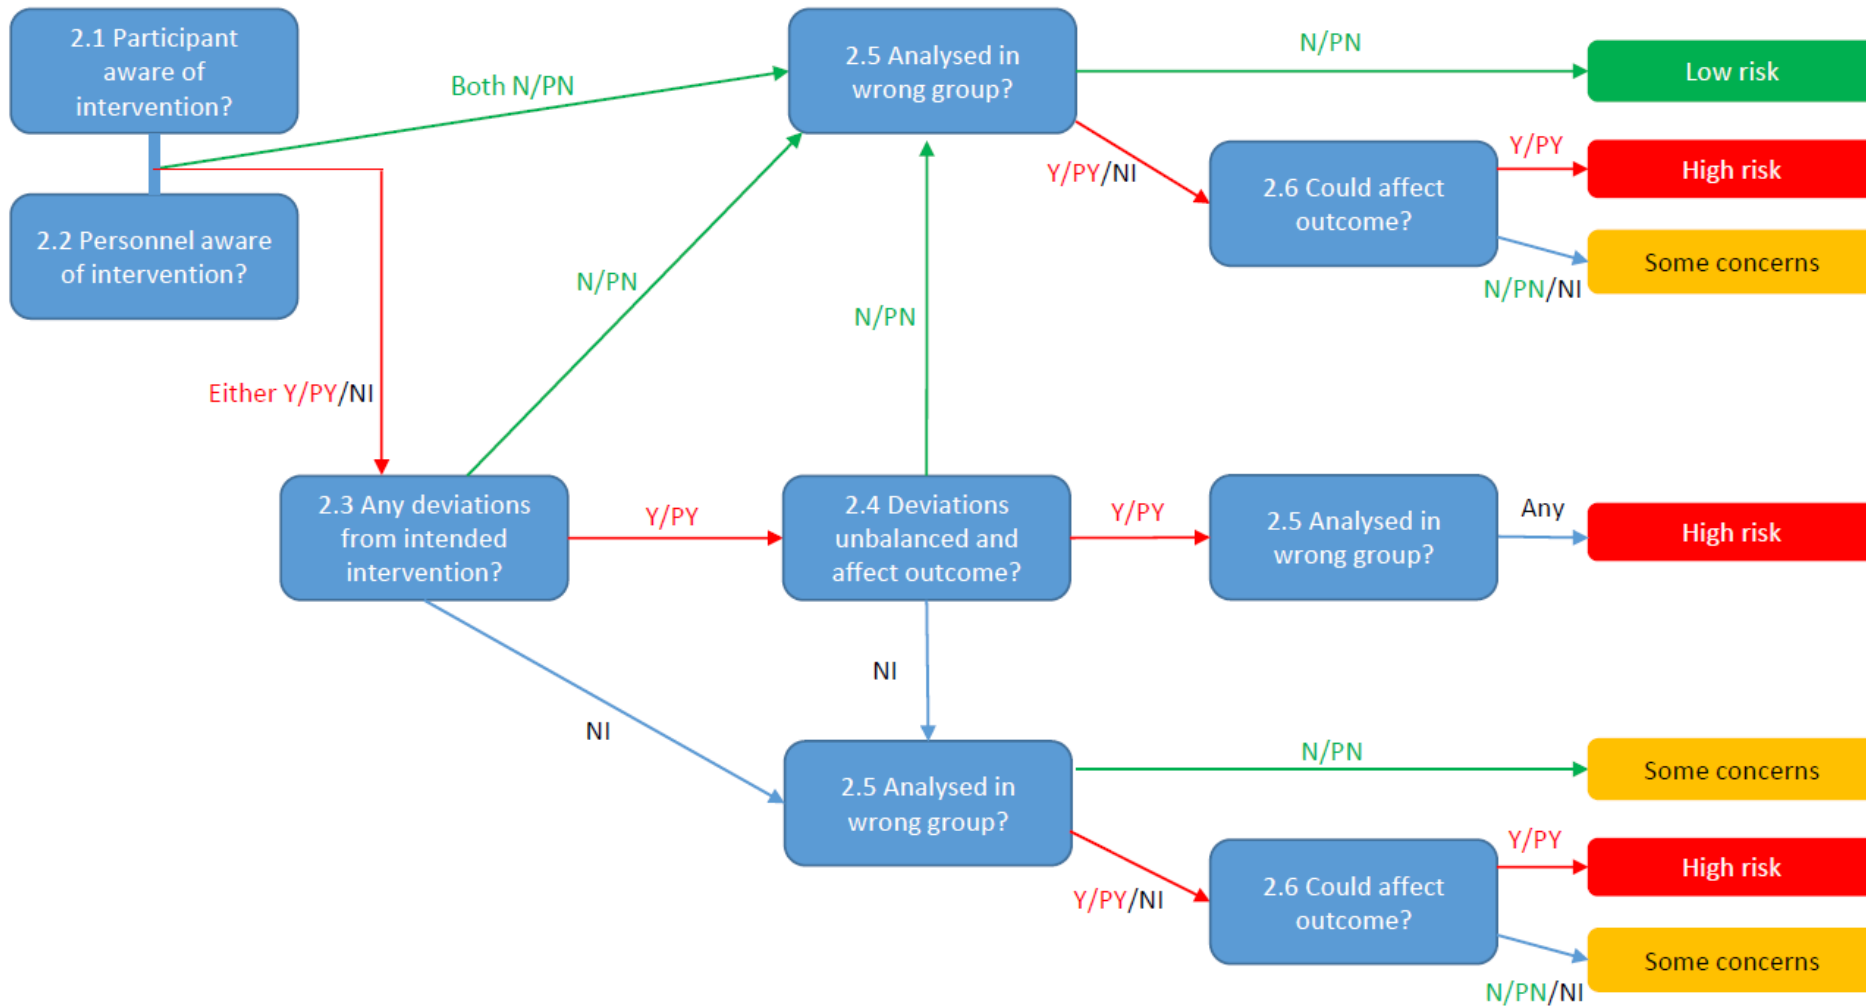 2.1 Participant
aware of
intervention?
2.2 Personnel aware
of intervention?
Both N/PN
Either Y/PY/NI
2.5 Analysed in
wrong group?
N/PN
Low risk
Y/PY/NI
2.6 Could affect
outcome?
Y/PY
High risk
N/PN/NI
Some concerns
N/PN
N/PN
2.3 Any deviations
from intended
intervention?
Y/PY
2.4 Deviations
unbalanced and
affect outcome?
Y/PY
2.5 Analysed in
wrong group?
Any
High risk
NI
NI
2.5 Analysed in
wrong group?
N/PN
Some concerns
Y/PY/NI
2.6 Could affect
outcome?
Y/PY
High risk
N/PN/NI
Some concerns